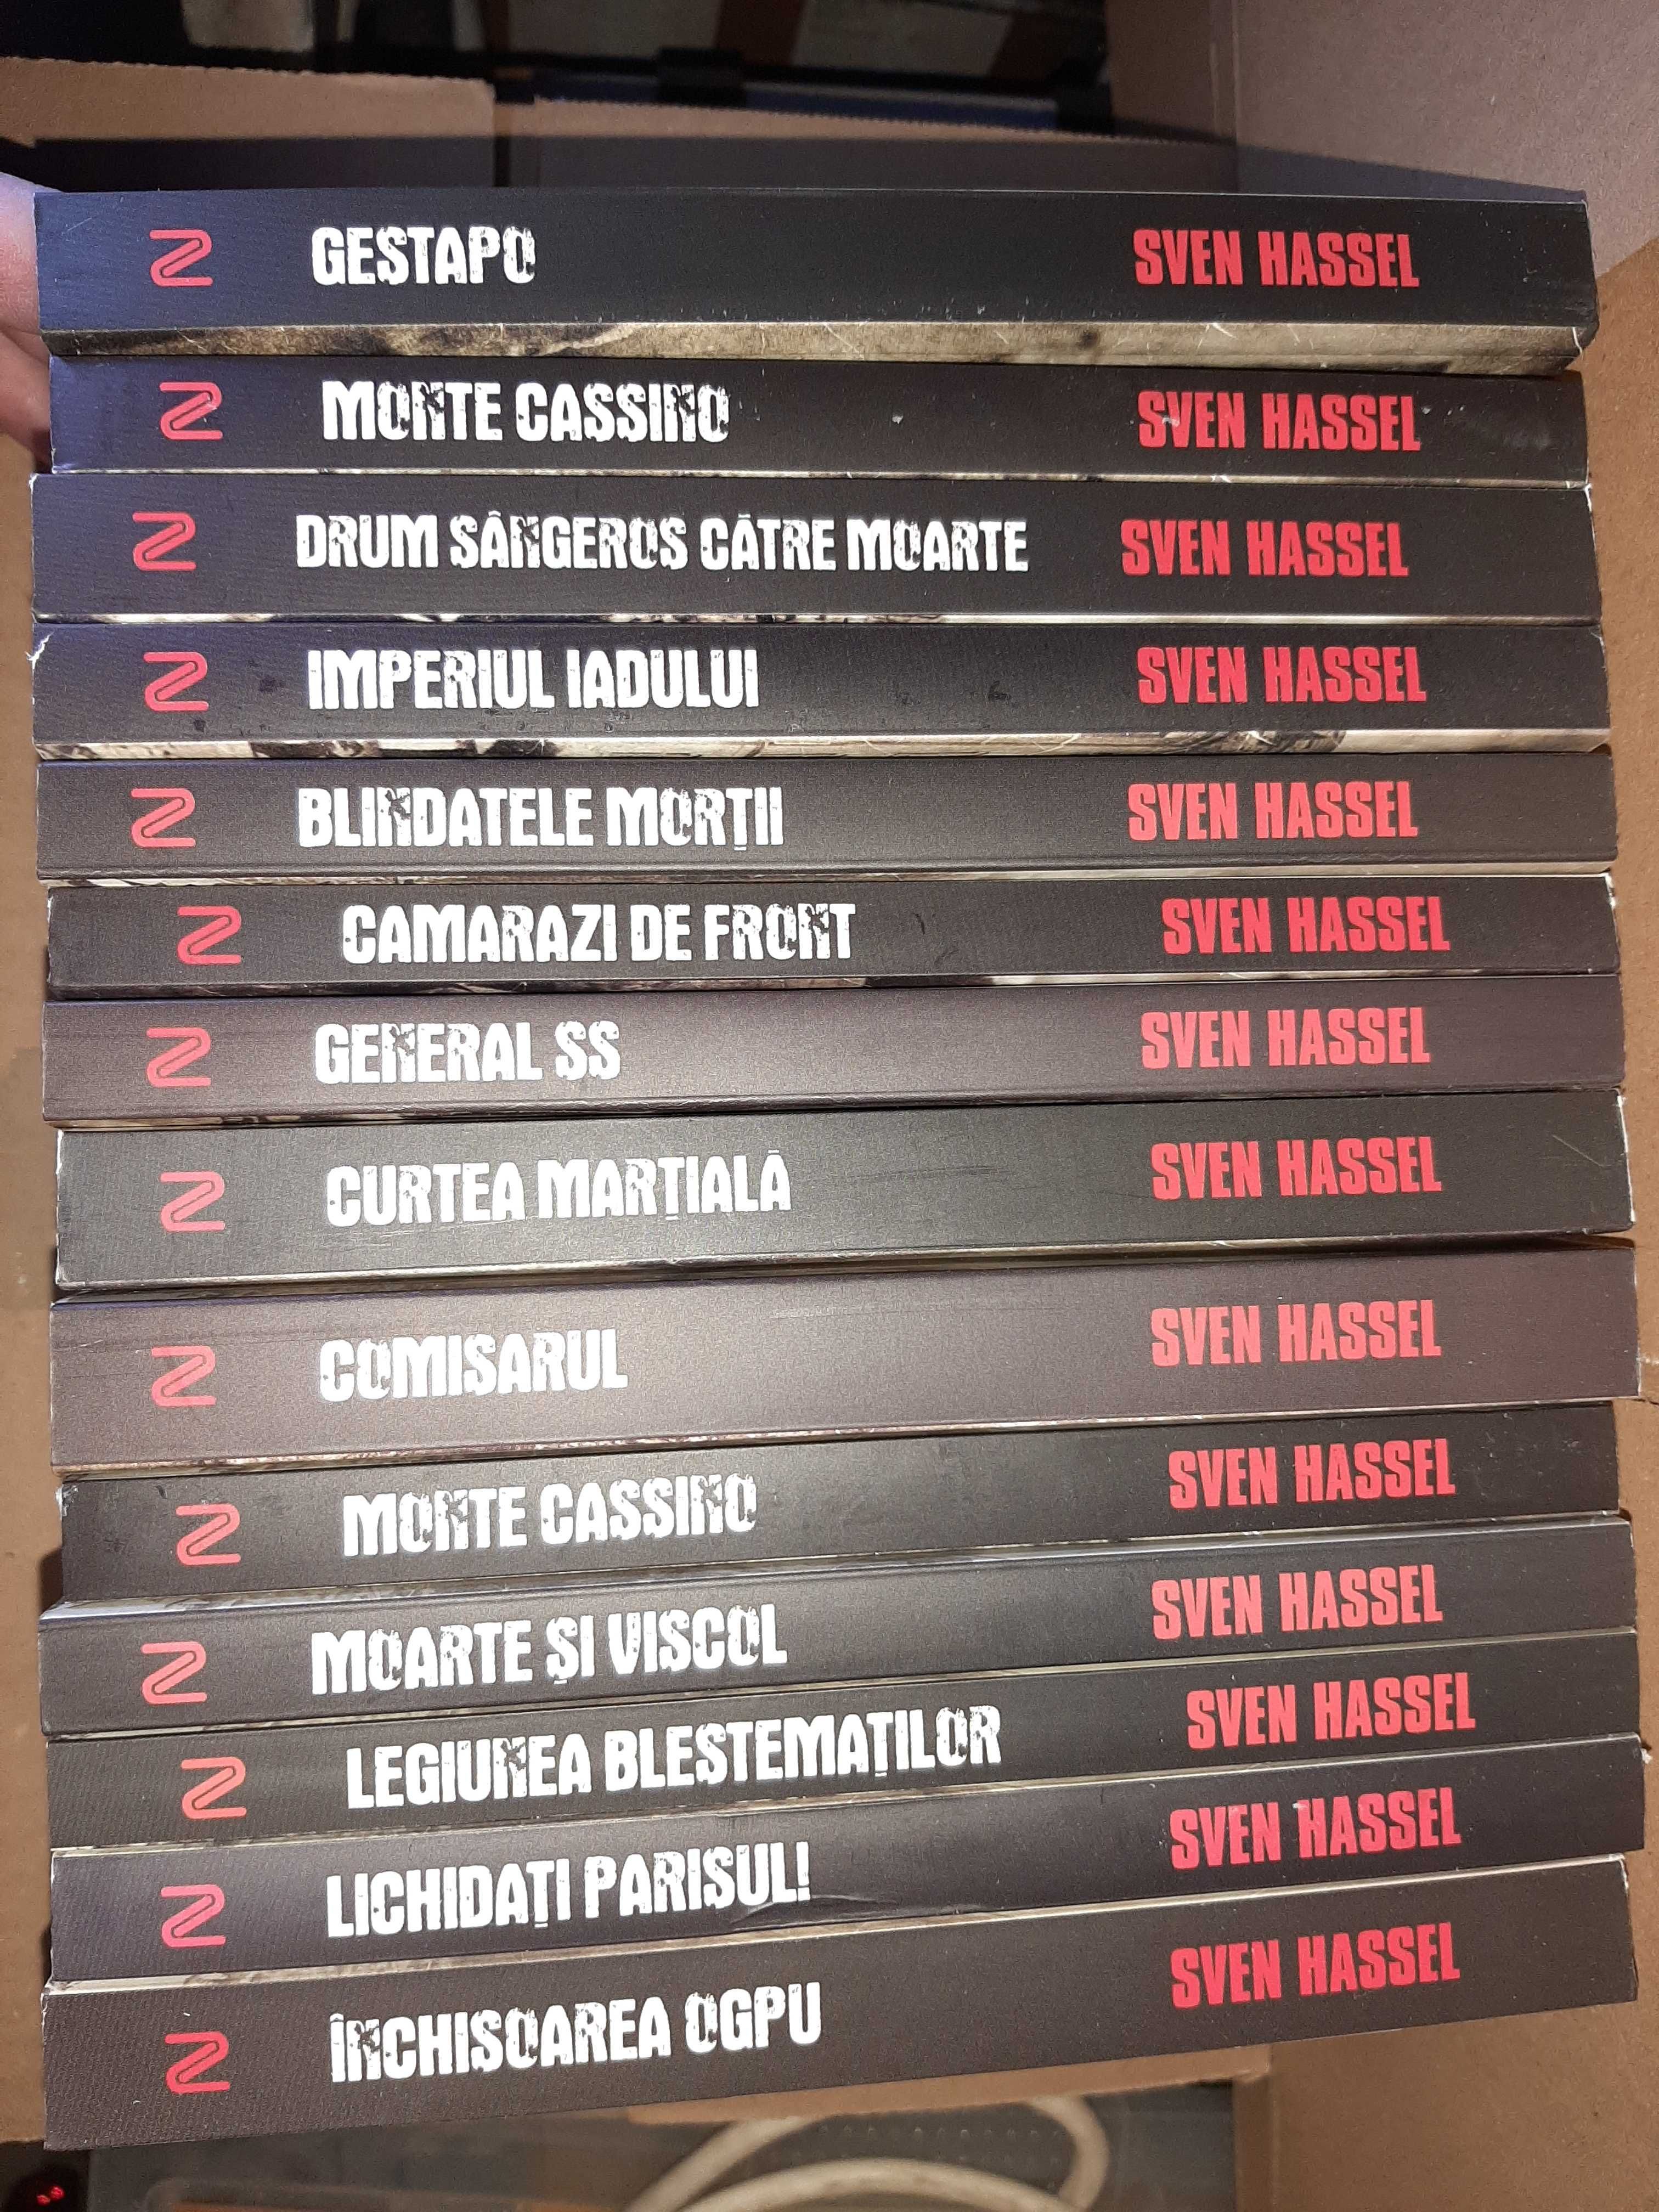 GESTAPO SVEN HASSEL
MONTE CASSINO SVEN HASSEL
DRUM SÂNGEROS CĂTRE MOARTE SVEN HASSEL
IMPERIUL IADULUI SVEN HASSEL
BLINDATELE MORȚII SVEN HASSEL
CAMARAZI DE FRONT SVEN HASSEL
GENERAL SS SVEN HASSEL
CURTEA MARȚIALĂ SVEN HASSEL
COMISARUL SVEN HASSEL
MONTE CASSINO SVEN HASSEL
MOARTE ȘI VISCOL SVEN HASSEL
LEGIUNEA BLESTEMAȚILOR SVEN HASSEL
LICHIDAȚI PARISUL! SVEN HASSEL
ÎNCHISOAREA OGPU SVEN HASSEL